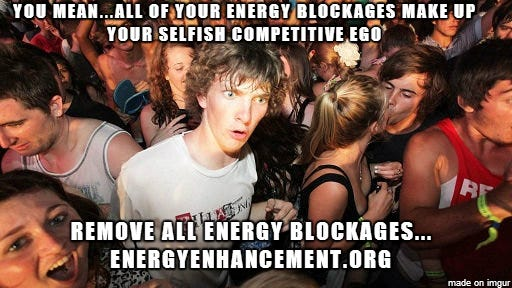 YOU MEAN...ALL OF YOUR ENERGY BLOCKAGES MAKE UP
YOUR SELFISH COMPETITIVE EGO
REMOVE ALL ENERGY BLOCKAGES...
ENERGYENHANCEMENT.ORG
made on imgur